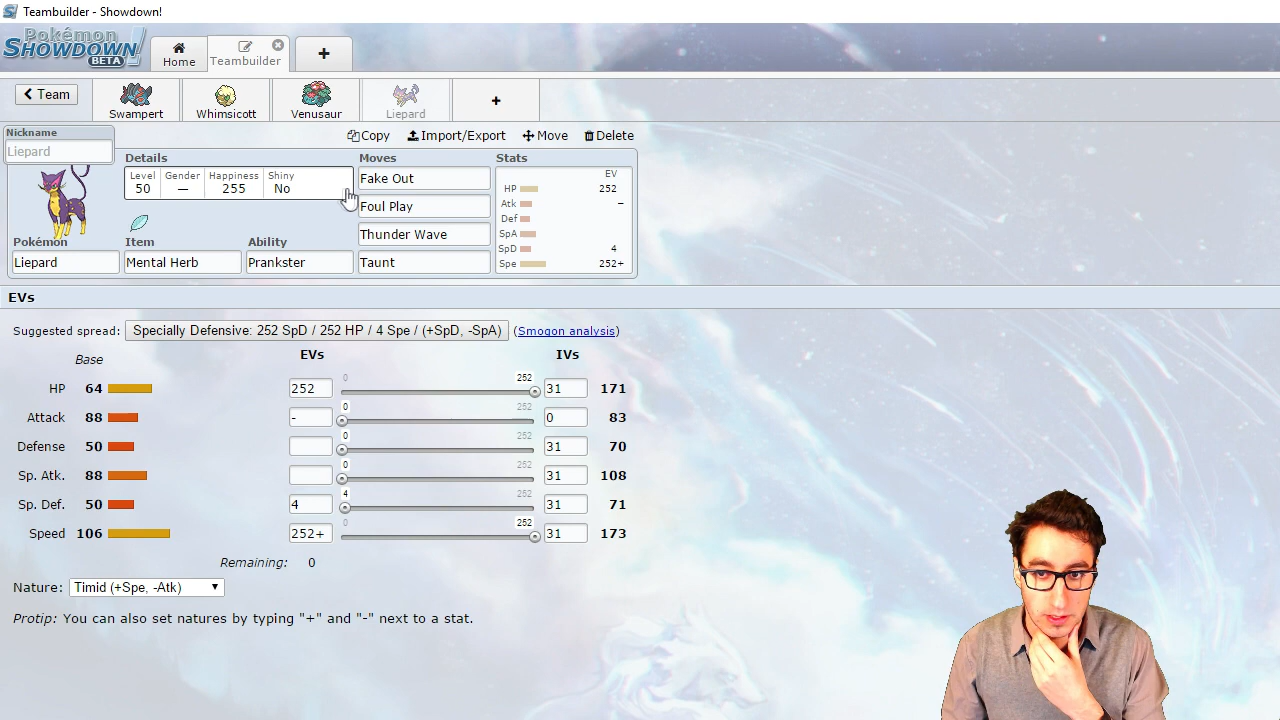 Teambuilder - Showdown!
Pokémon
SHOWDOWN!
BETA
Home
Teambuilder
+
< Team
Swampert
Whimsicott
Venusaur
Liepard
+
Copy
Import/Export
Move
Delete
Nickname
Liepard
Details
Moves
Stats
Level
Gender
Happiness
Shiny
50
—
255
No
Fake Out
Foul Play
Thunder Wave
Taunt
EV
HP 252
Atk −
Def
SpA
SpD 4
Spe 252+
Pokémon
Item
Ability
Liepard
Mental Herb
Prankster
EVs
Suggested spread: Specially Defensive: 252 SpD / 252 HP / 4 Spe / (+SpD, -SpA) (Smogon analysis)
Base EVs IVs
0 252
HP 64 252 31 171
0 252
Attack 88 - 0 83
0 252
Defense 50 31 70
0 252
Sp. Atk. 88 31 108
4 252
Sp. Def. 50 4 31 71
0 252
Speed 106 252+ 31 173
Remaining: 0
Nature: Timid (+Spe, -Atk)
Protip: You can also set natures by typing "+" and "-" next to a stat.